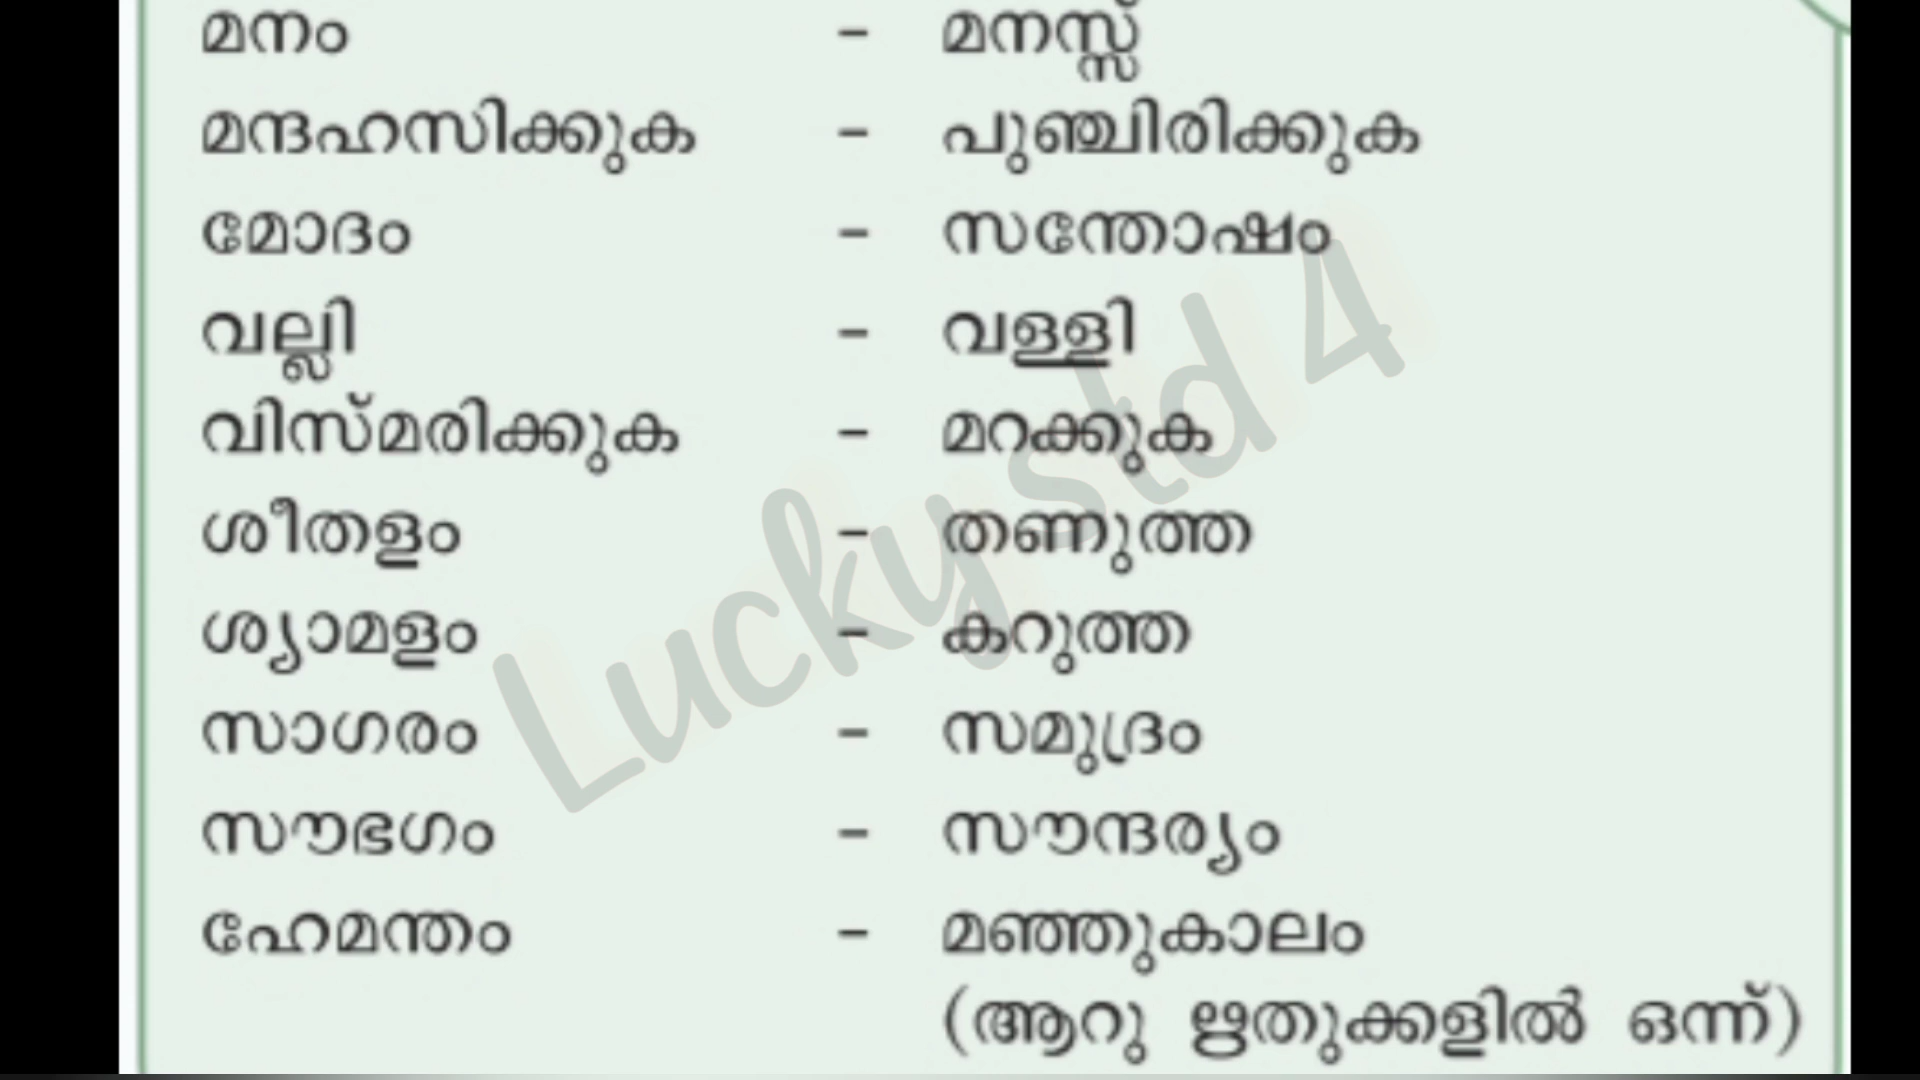 മനം – മനസ്സ്
മന്ദഹസിക്കുക – പുഞ്ചിരിക്കുക
മോദം – സന്തോഷം
വല്ലി – വള്ളി
വിസ്മരിക്കുക – മറക്കുക
ശീതളം – തണുത്ത
ശ്യാമളം – കറുത്ത
സാഗരം – സമുദ്രം
സൗഭഗം – സൗന്ദര്യം
ഹേമന്തം – മഞ്ഞുകാലം
(ആറു ഋതുക്കളിൽ ഒന്ന്)
Lucky std 4